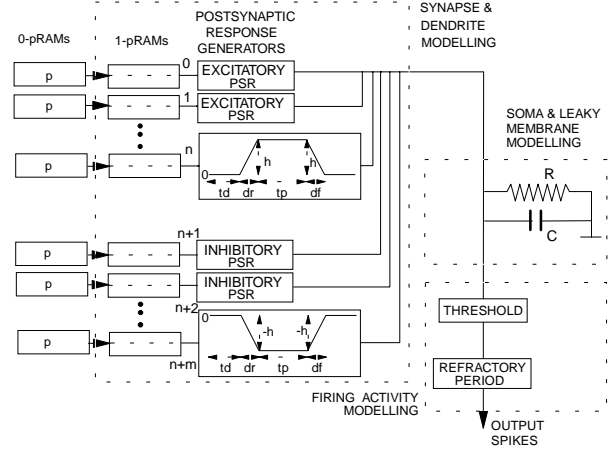 SYNAPSE &
DENDRITE
MODELLING
POSTSYNAPTIC
RESPONSE
GENERATORS
0-pRAMs
1-pRAMs
p
- - - -
0
EXCITATORY
PSR
p
- - - -
1
EXCITATORY
PSR
p
- - - -
n
0
h
h
td dr tp df
SOMA & LEAKY
MEMBRANE
MODELLING
R
C
p
- - - -
n+1
INHIBITORY
PSR
p
- - - -
INHIBITORY
PSR
n+2
p
- - - -
n+m
0
-h
-h
td dr tp df
THRESHOLD
REFRACTORY
PERIOD
FIRING ACTIVITY
MODELLING
OUTPUT
SPIKES